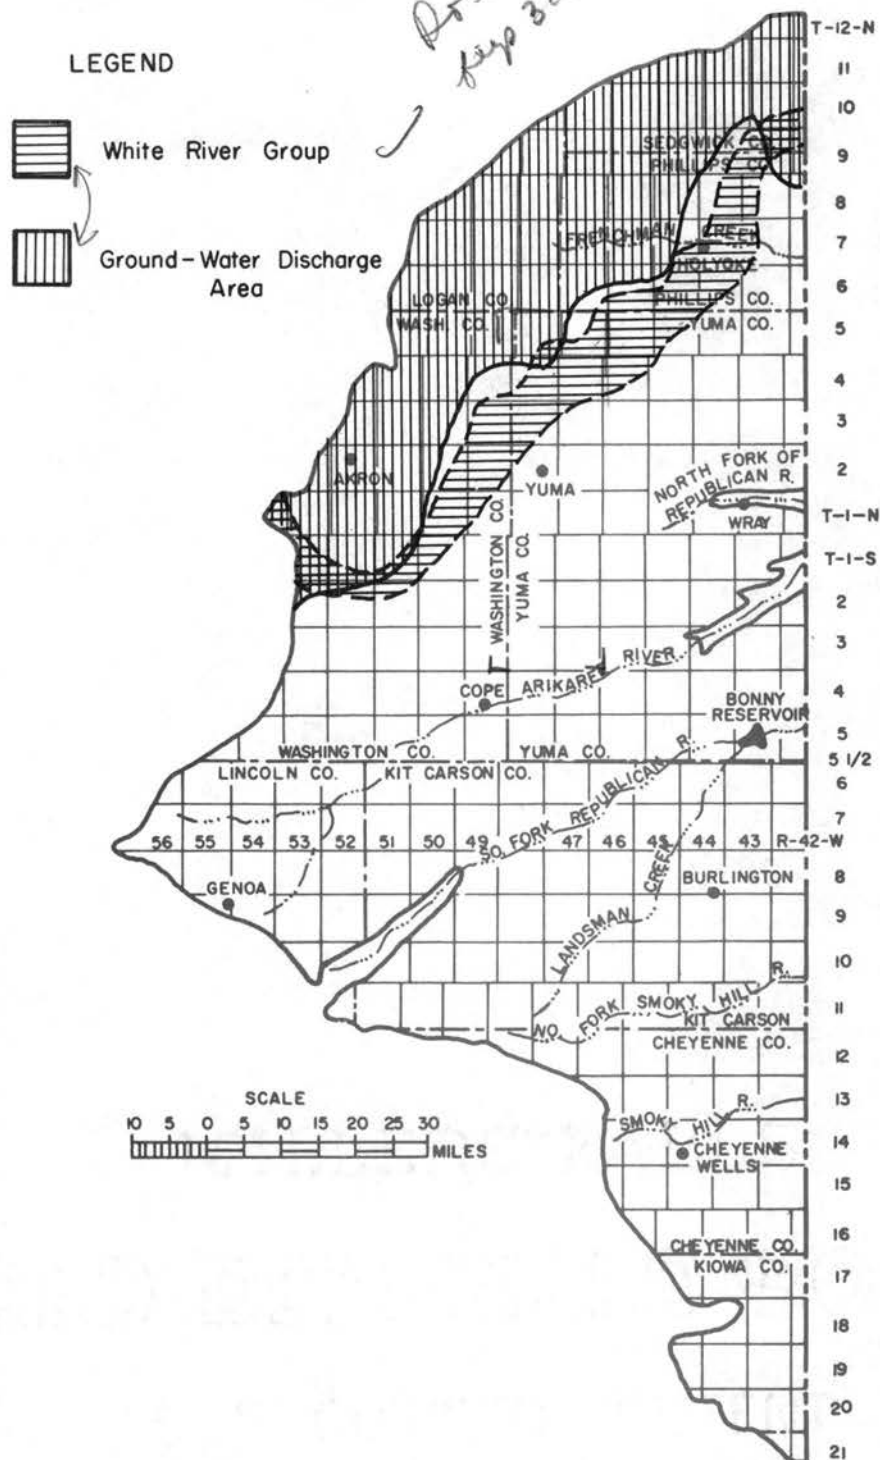 LEGEND
White River Group
Ground-Water Discharge
Area
T-12-N
11
10
9
8
7
6
5
4
3
2
T-1-N
T-1-S
2
3
4
5
5 1/2
6
7
8
9
10
11
12
13
14
15
16
17
18
19
20
21
SEDGWICK CO.
PHILLIPS CO.
FRENCHMAN CREEK
HOLYOKE
LOGAN CO.
WASH. CO.
PHILLIPS CO.
YUMA CO.
AKRON
YUMA
NORTH FORK OF
REPUBLICAN R.
WRAY
WASHINGTON CO.
YUMA CO.
COPE
ARIKAREE RIVER
BONNY
RESERVOIR
WASHINGTON CO.
YUMA CO.
LINCOLN CO.
KIT CARSON CO.
SO. FORK REPUBLICAN R.
56 55 54 53 52 51 50 49 47 46 45 44 43 R-42-W
GENOA
BURLINGTON
LANDSMAN CREEK
NO. FORK SMOKY HILL R.
KIT CARSON
CHEYENNE CO.
SCALE
10 5 0 5 10 15 20 25 30
MILES
SMOKY HILL R.
CHEYENNE
WELLS
CHEYENNE CO.
KIOWA CO.